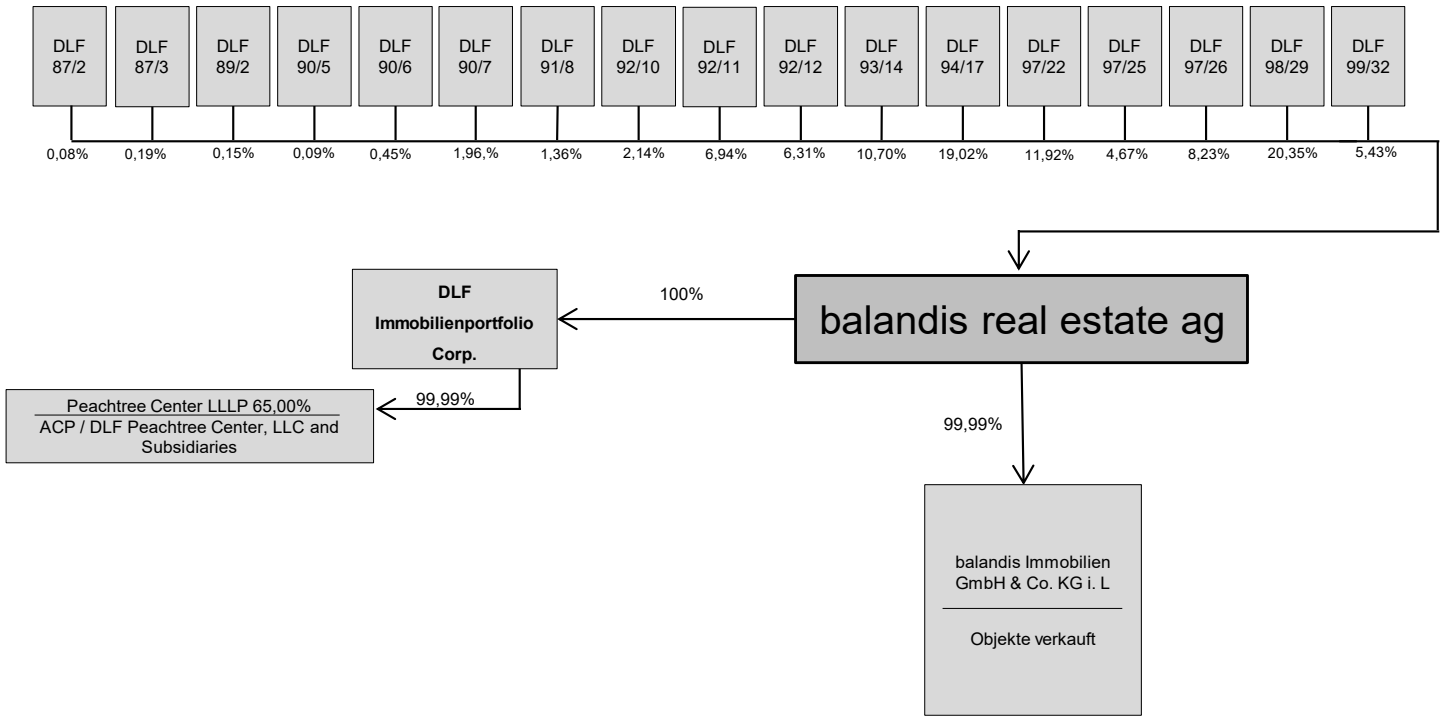 DLF
87/2
DLF
87/3
DLF
89/2
DLF
90/5
DLF
90/6
DLF
90/7
DLF
91/8
DLF
92/10
DLF
92/11
DLF
92/12
DLF
93/14
DLF
94/17
DLF
97/22
DLF
97/25
DLF
97/26
DLF
98/29
DLF
99/32
0,08%
0,19%
0,15%
0,09%
0,45%
1,96,%
1,36%
2,14%
6,94%
6,31%
10,70%
19,02%
11,92%
4,67%
8,23%
20,35%
5,43%
DLF
Immobilienportfolio
Corp.
100%
balandis real estate ag
99,99%
Peachtree Center LLLP 65,00%
ACP / DLF Peachtree Center, LLC and
Subsidiaries
99,99%
balandis Immobilien
GmbH & Co. KG i. L
Objekte verkauft